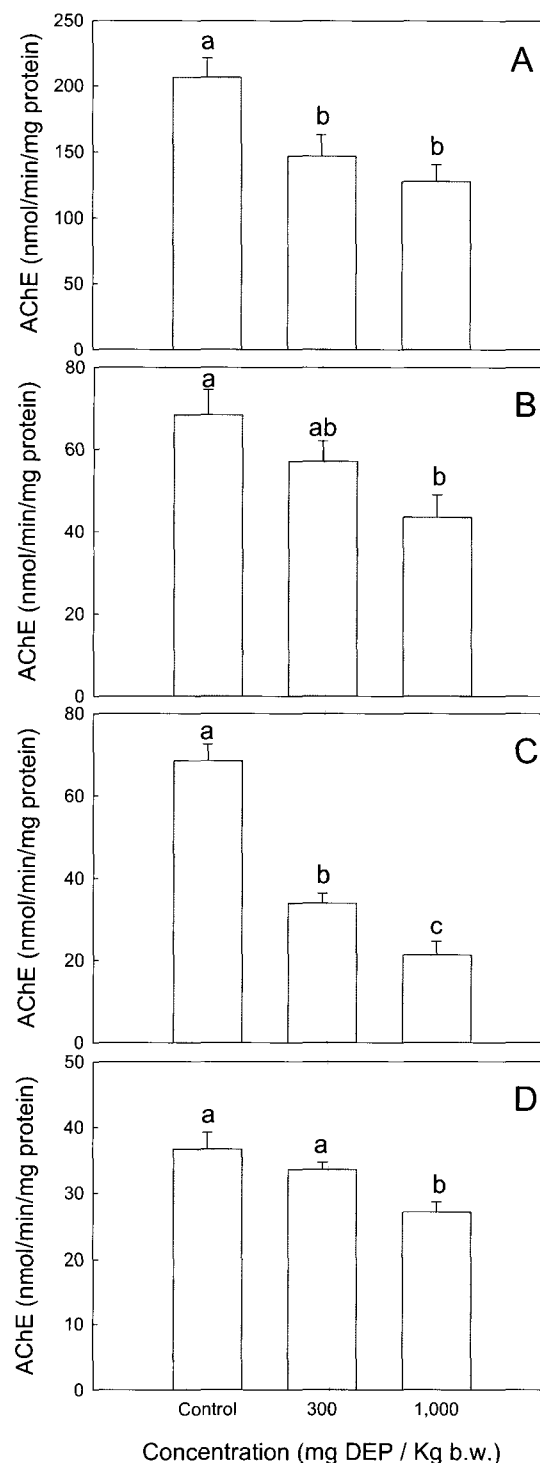 250
200
150
100
50
0
AChE (nmol/min/mg protein)
a
b
b
A
80
60
40
20
0
AChE (nmol/min/mg protein)
a
ab
b
B
80
60
40
20
0
AChE (nmol/min/mg protein)
a
b
c
C
50
40
30
20
10
0
AChE (nmol/min/mg protein)
a
a
b
D
Control 300 1,000
Concentration (mg DEP / Kg b.w.)